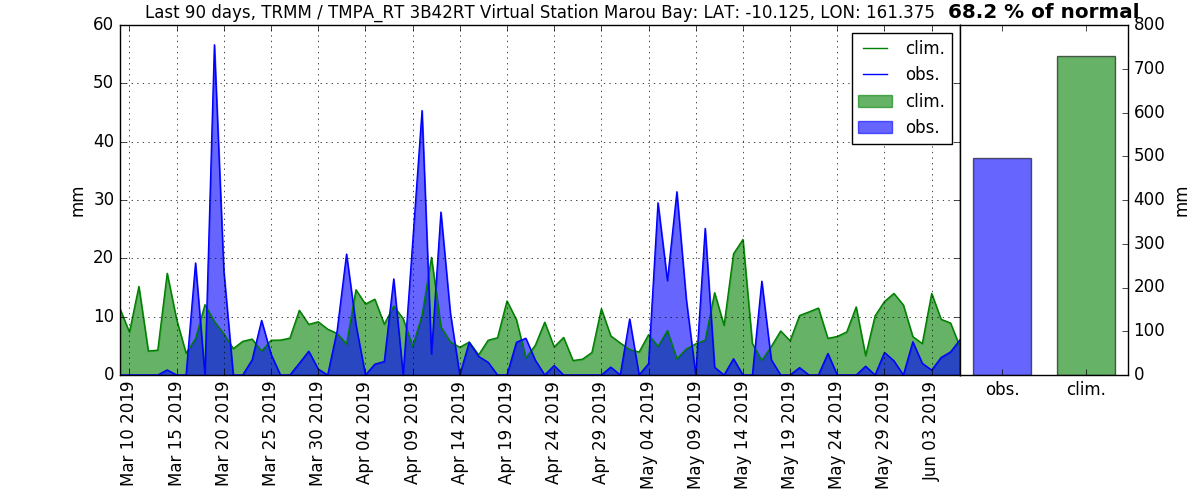 Last 90 days, TRMM / TMPA_RT 3B42RT Virtual Station Marou Bay: LAT: -10.125, LON: 161.375 68.2 % of normal
60
50
40
30
20
10
0
mm
clim.
obs.
clim.
obs.
800
700
600
500
400
300
200
100
0
mm
Mar 10 2019
Mar 15 2019
Mar 20 2019
Mar 25 2019
Mar 30 2019
Apr 04 2019
Apr 09 2019
Apr 14 2019
Apr 19 2019
Apr 24 2019
Apr 29 2019
May 04 2019
May 09 2019
May 14 2019
May 19 2019
May 24 2019
May 29 2019
Jun 03 2019
obs.
clim.